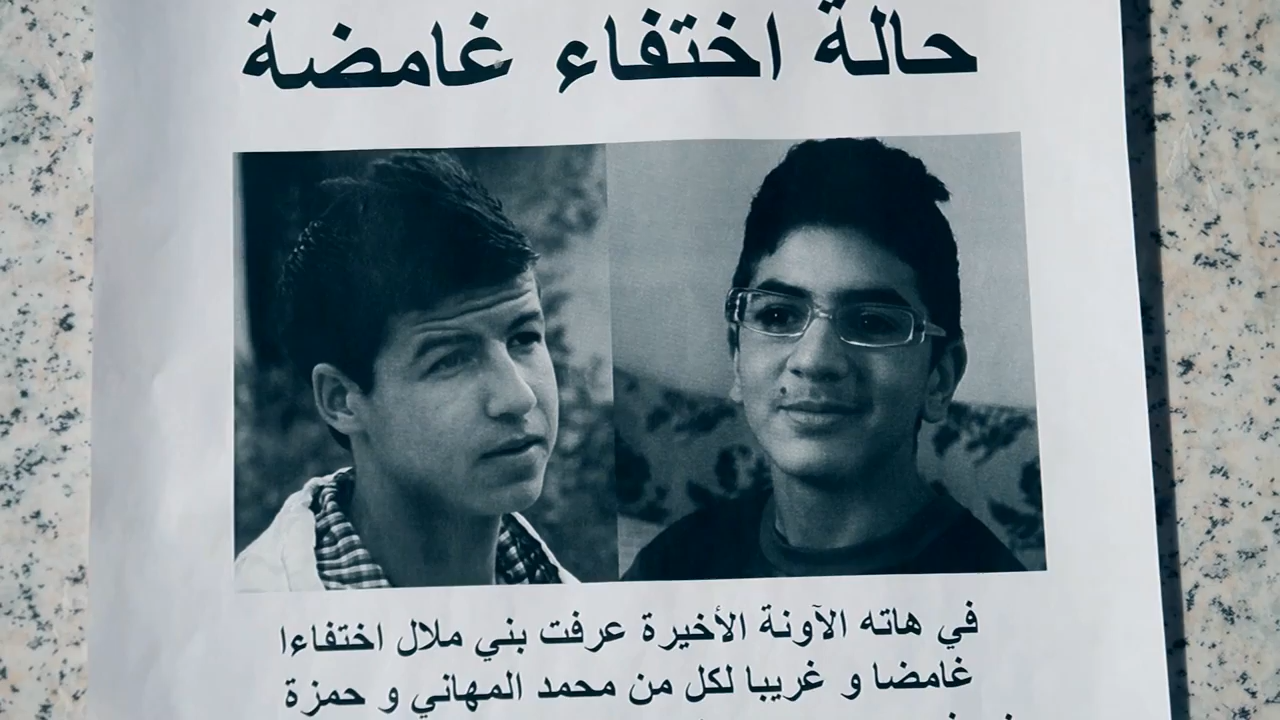 حالة اختفاء غامضة
في هاته الآونة الأخيرة عرفت بني ملال اختفاءا
غامضا و غريبا لكل من محمد المهاني و حمزة